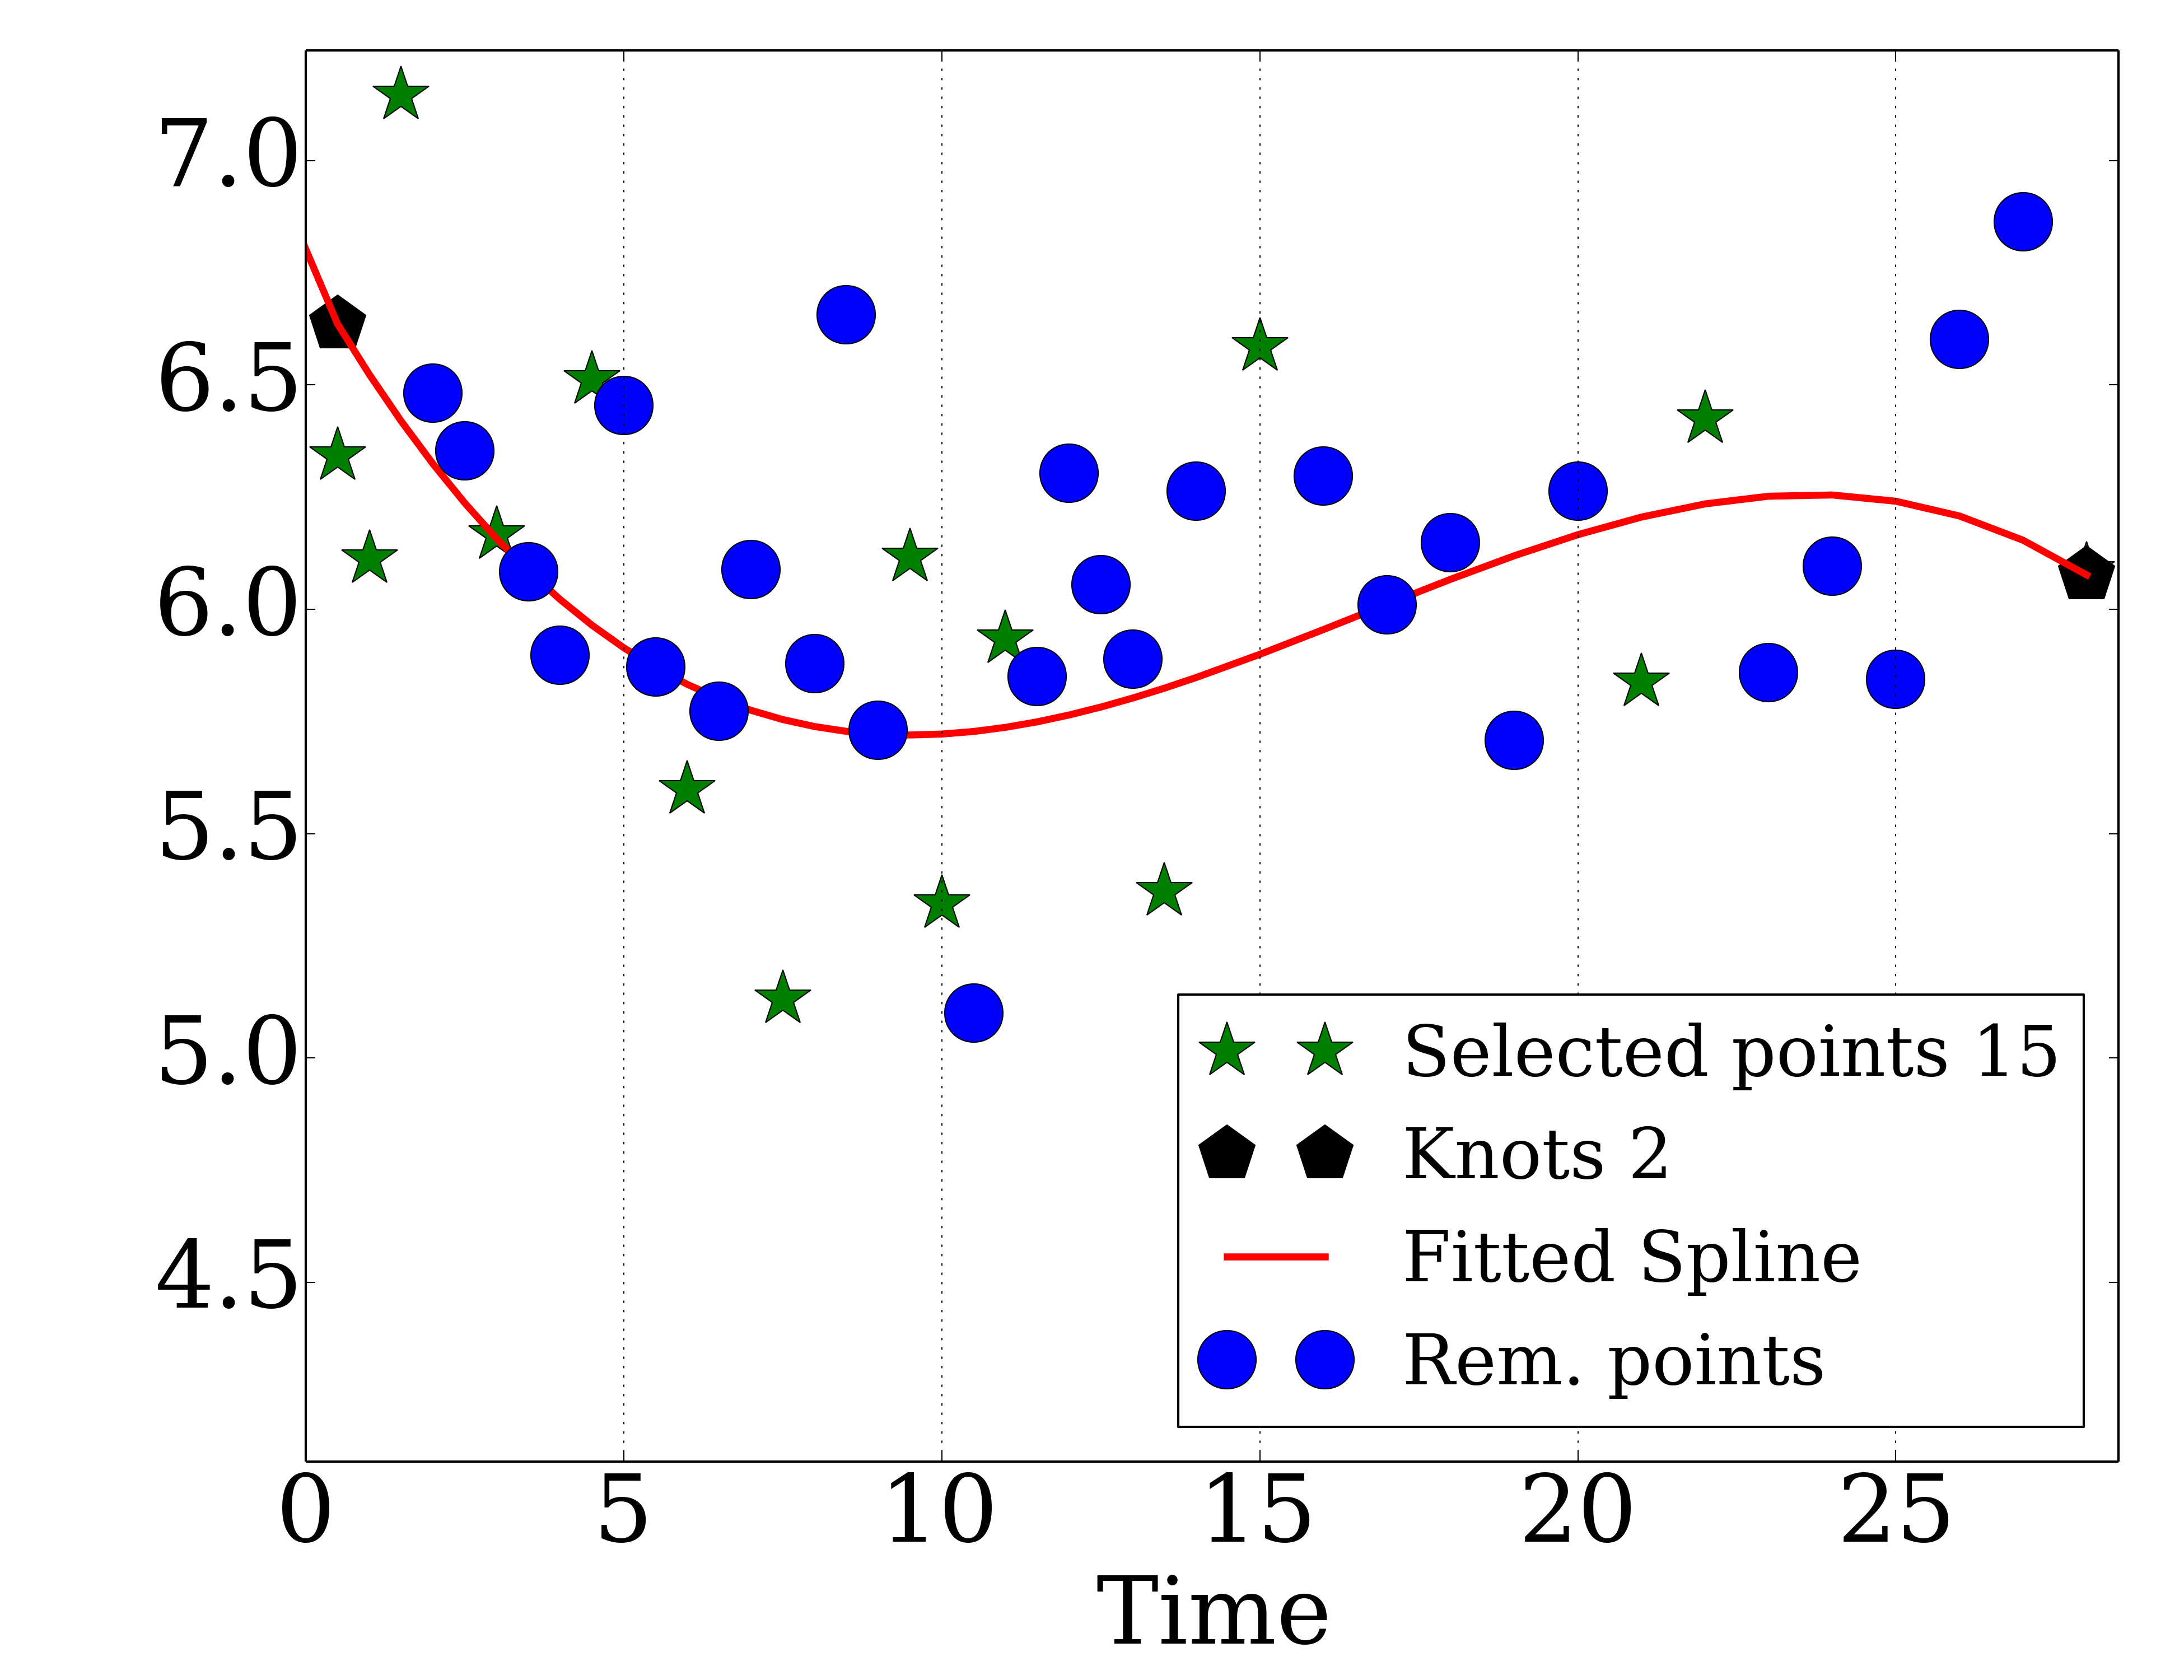 7.0
6.5
6.0
5.5
5.0
4.5
Selected points 15
Knots 2
Fitted Spline
Rem. points
0 5 10 15 20 25
Time